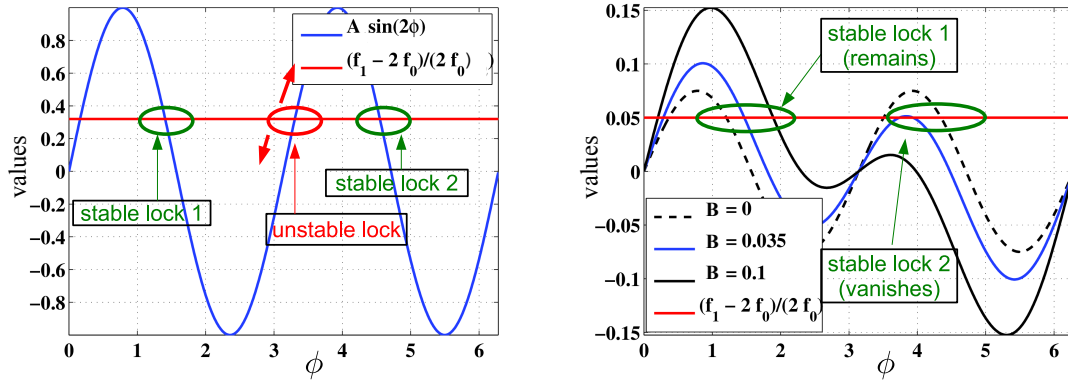 A sin(2ϕ)
(f₁ − 2 f₀)/(2 f₀)
values
0.8
0.6
0.4
0.2
0
−0.2
−0.4
−0.6
−0.8
stable lock 1
unstable lock
stable lock 2
0 1 2 3 4 5 6
ϕ
values
0.15
0.10
0.05
0
-0.05
−0.1
−0.15
stable lock 1
(remains)
B = 0
B = 0.035
B = 0.1
(f₁ − 2 f₀)/(2 f₀)
stable lock 2
(vanishes)
0 1 2 3 4 5 6
ϕ